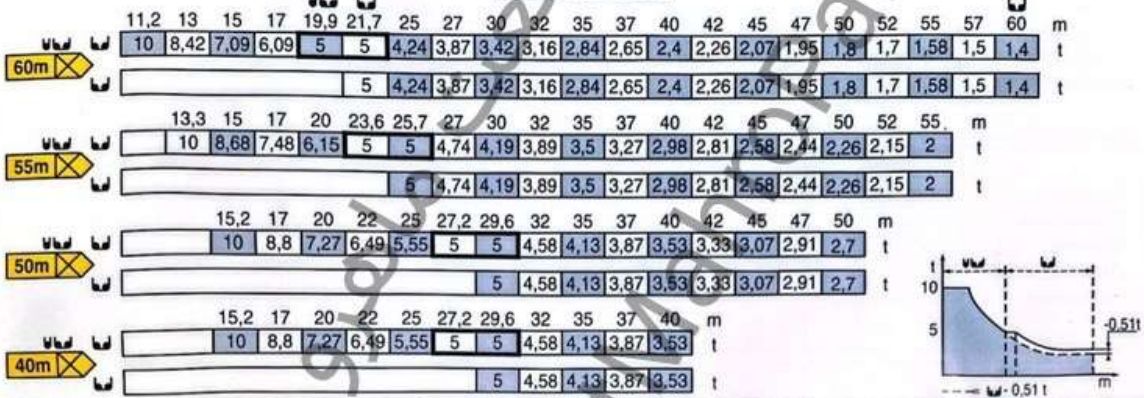 11,2 13 15 17 19,9 21,7 25 27 30 32 35 37 40 42 45 47 50 52 55 57 60 m
60m 10 8,42 7,09 6,09 5 5 4,24 3,87 3,42 3,16 2,84 2,65 2,4 2,26 2,07 1,95 1,8 1,7 1,58 1,5 1,4 t
5 4,24 3,87 3,42 3,16 2,84 2,65 2,4 2,26 2,07 1,95 1,8 1,7 1,58 1,5 1,4 t
13,3 15 17 20 23,6 25,7 27 30 32 35 37 40 42 45 47 50 52 55. m
55m 10 8,68 7,48 6,15 5 5 4,74 4,19 3,89 3,5 3,27 2,98 2,81 2,58 2,44 2,26 2,15 2 t
5 4,74 4,19 3,89 3,5 3,27 2,98 2,81 2,58 2,44 2,26 2,15 2 t
15,2 17 20 22 25 27,2 29,6 32 35 37 40 42 45 47 50 m
50m 10 8,8 7,27 6,49 5,55 5 5 4,58 4,13 3,87 3,53 3,33 3,07 2,91 2,7 t
5 4,58 4,13 3,87 3,53 3,33 3,07 2,91 2,7 t
15,2 17 20 22 25 27,2 29,6 32 35 37 40 m
40m 10 8,8 7,27 6,49 5,55 5 5 4,58 4,13 3,87 3,53 t
5 4,58 4,13 3,87 3,53 t
t
10
5
-0,51t
m
- 0,51 t